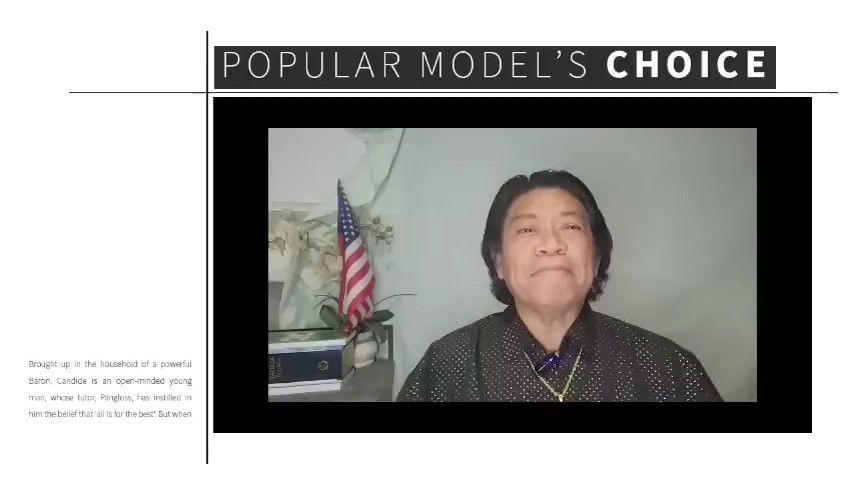 POPULAR MODEL'S CHOICE
Brought up in the household of a powerful
Baron, Candide is an open-minded young
man, whose tutor, Pangloss, has instilled in
him the belief that 'all is for the best'. But when